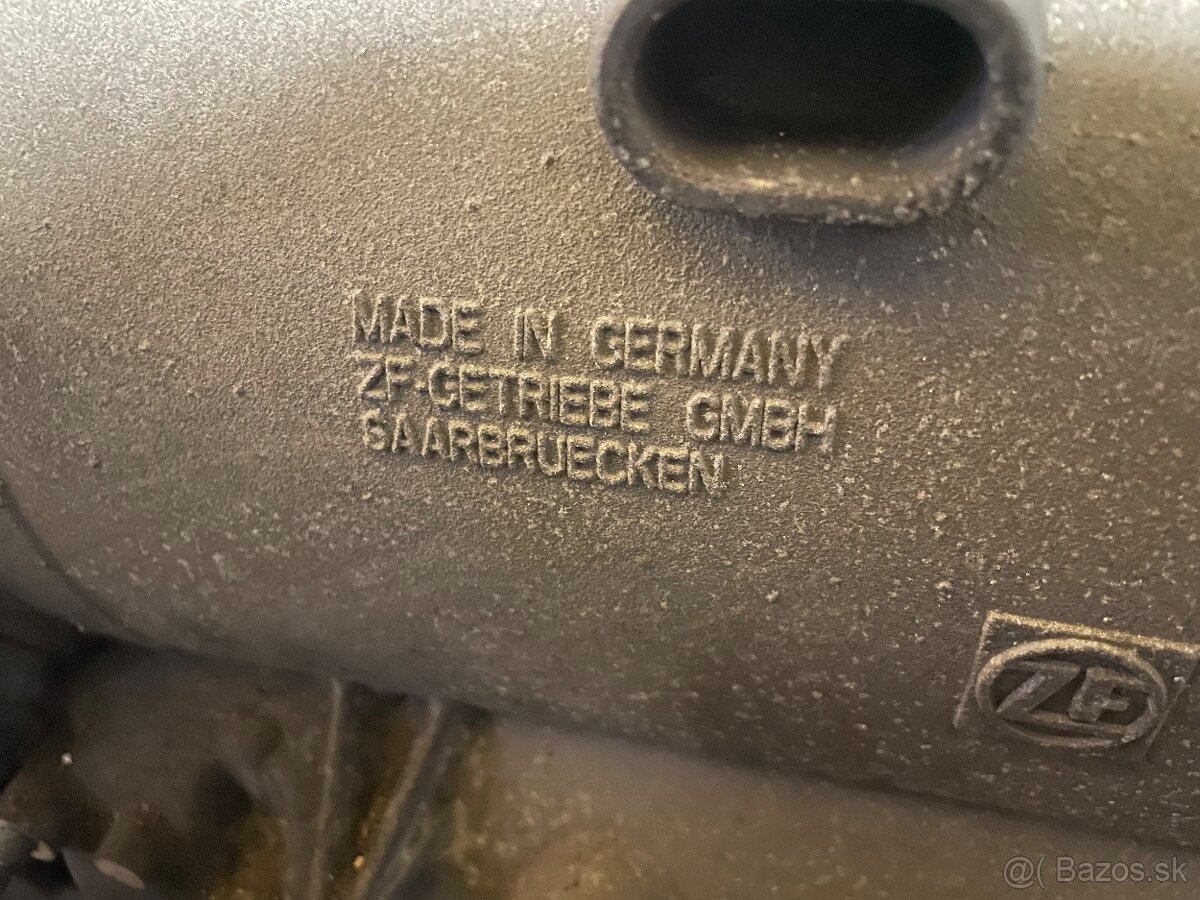 MADE IN GERMANY
ZF-GETRIEBE GMBH
SAARBRUECKEN
ZF
@( Bazos.sk